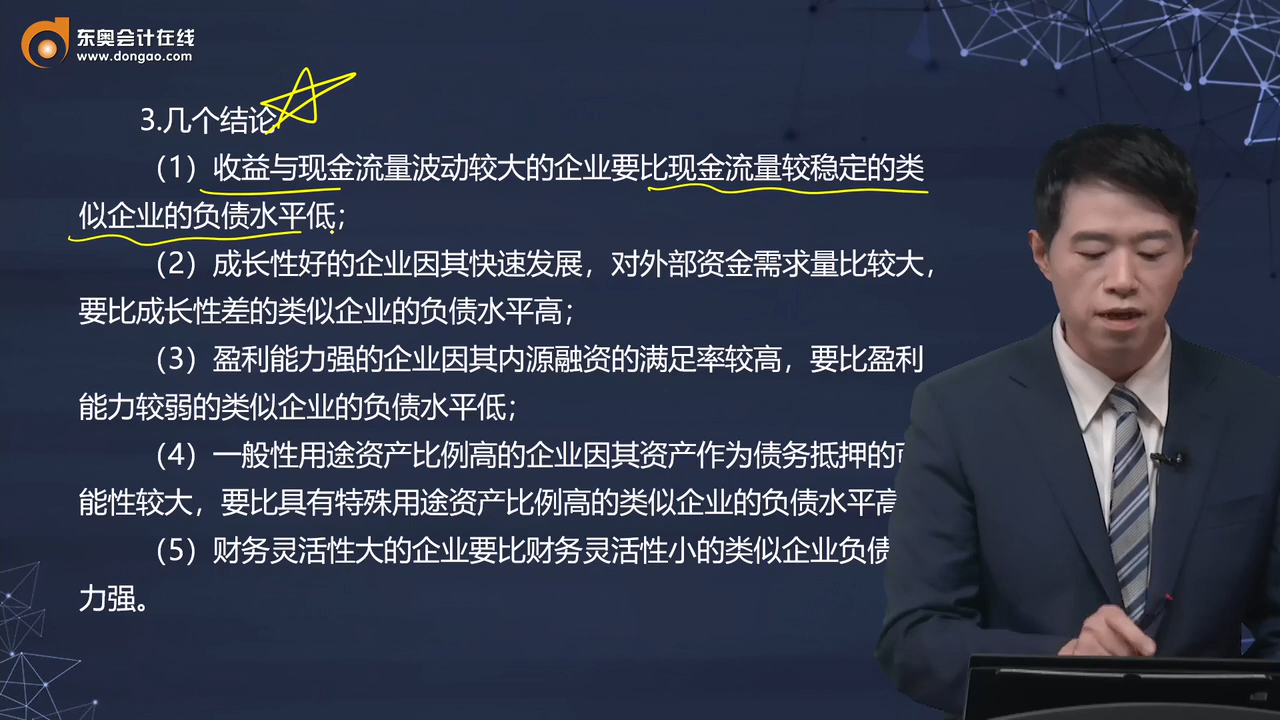 东奥会计在线
www.dongao.com
3.几个结论
（1）收益与现金流量波动较大的企业要比现金流量较稳定的类
似企业的负债水平低；
（2）成长性好的企业因其快速发展，对外部资金需求量比较大，
要比成长性差的类似企业的负债水平高；
（3）盈利能力强的企业因其内源融资的满足率较高，要比盈利
能力较弱的类似企业的负债水平低；
（4）一般性用途资产比例高的企业因其资产作为债务抵押的
能性较大，要比具有特殊用途资产比例高的类似企业的负债水平高
（5）财务灵活性大的企业要比财务灵活性小的类似企业负债
力强。